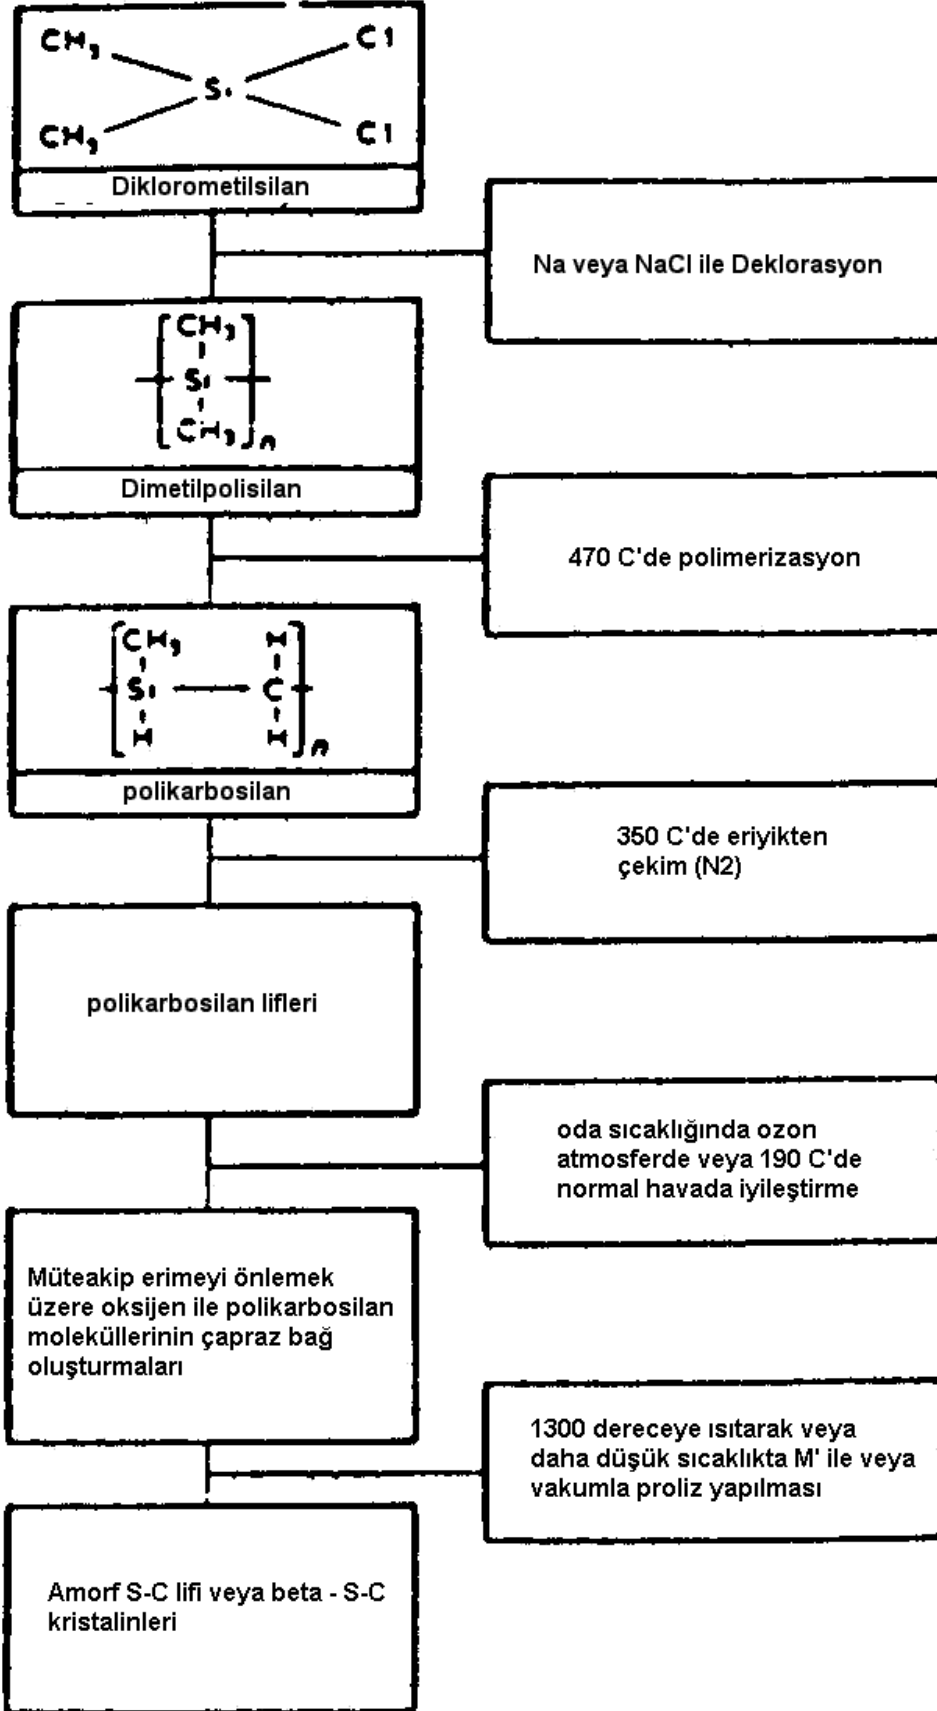 CH3
Cl
Si
CH3
Cl
Diklorometilsilan
Na veya NaCl ile Deklorasyon
CH3
Si
CH3
n
Dimetilpolisilan
470 C'de polimerizasyon
CH3 H
Si C
H H
n
polikarbosilan
350 C'de eriyikten
çekim (N2)
polikarbosilan lifleri
oda sıcaklığında ozon
atmosferde veya 190 C'de
normal havada iyileştirme
Müteakip erimeyi önlemek
üzere oksijen ile polikarbosilan
moleküllerinin çapraz bağ
oluşturmaları
1300 dereceye ısıtarak veya
daha düşük sıcaklıkta M' ile veya
vakumla proliz yapılması
Amorf S-C lifi veya beta - S-C
kristalinleri